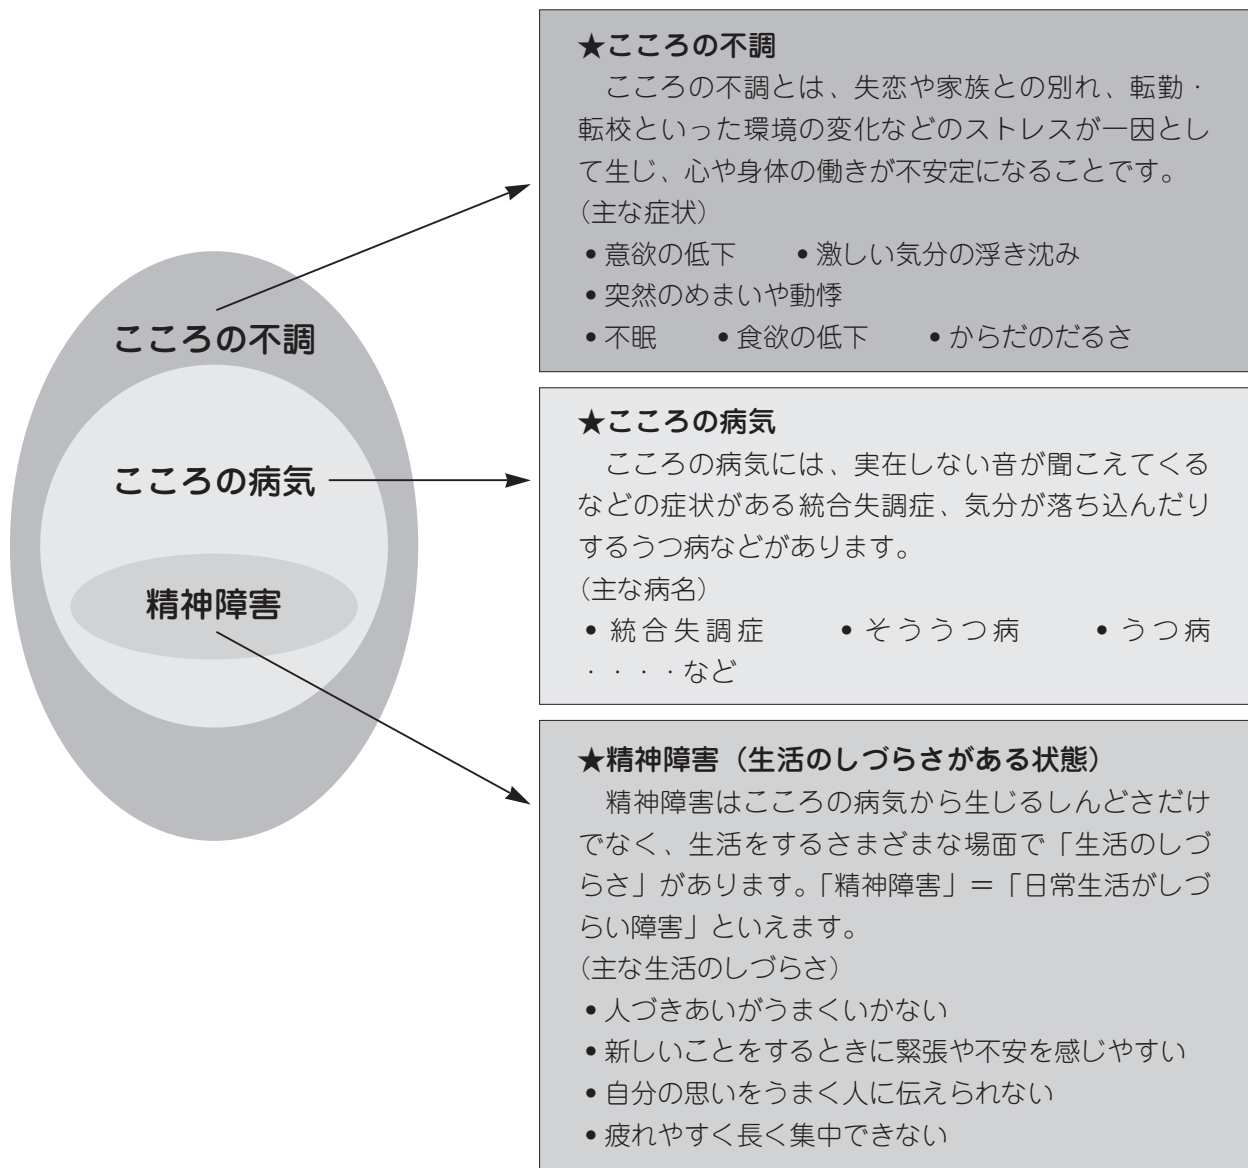 こころの不調
こころの病気
精神障害
★こころの不調
こころの不調とは、失恋や家族との別れ、転勤・
転校といった環境の変化などのストレスが一因とし
て生じ、心や身体の働きが不安定になることです。
（主な症状）
•意欲の低下　•激しい気分の浮き沈み
•突然のめまいや動悸
•不眠　•食欲の低下　•からだのだるさ
★こころの病気
こころの病気には、実在しない音が聞こえてくる
などの症状がある統合失調症、気分が落ち込んだり
するうつ病などがあります。
（主な病名）
•統合失調症　•そううつ病　•うつ病
・・・・など
★精神障害（生活のしづらさがある状態）
精神障害はこころの病気から生じるしんどさだけ
でなく、生活をするさまざまな場面で「生活のしづ
らさ」があります。「精神障害」＝「日常生活がしづ
らい障害」といえます。
（主な生活のしづらさ）
•人づきあいがうまくいかない
•新しいことをするときに緊張や不安を感じやすい
•自分の思いをうまく人に伝えられない
•疲れやすく長く集中できない